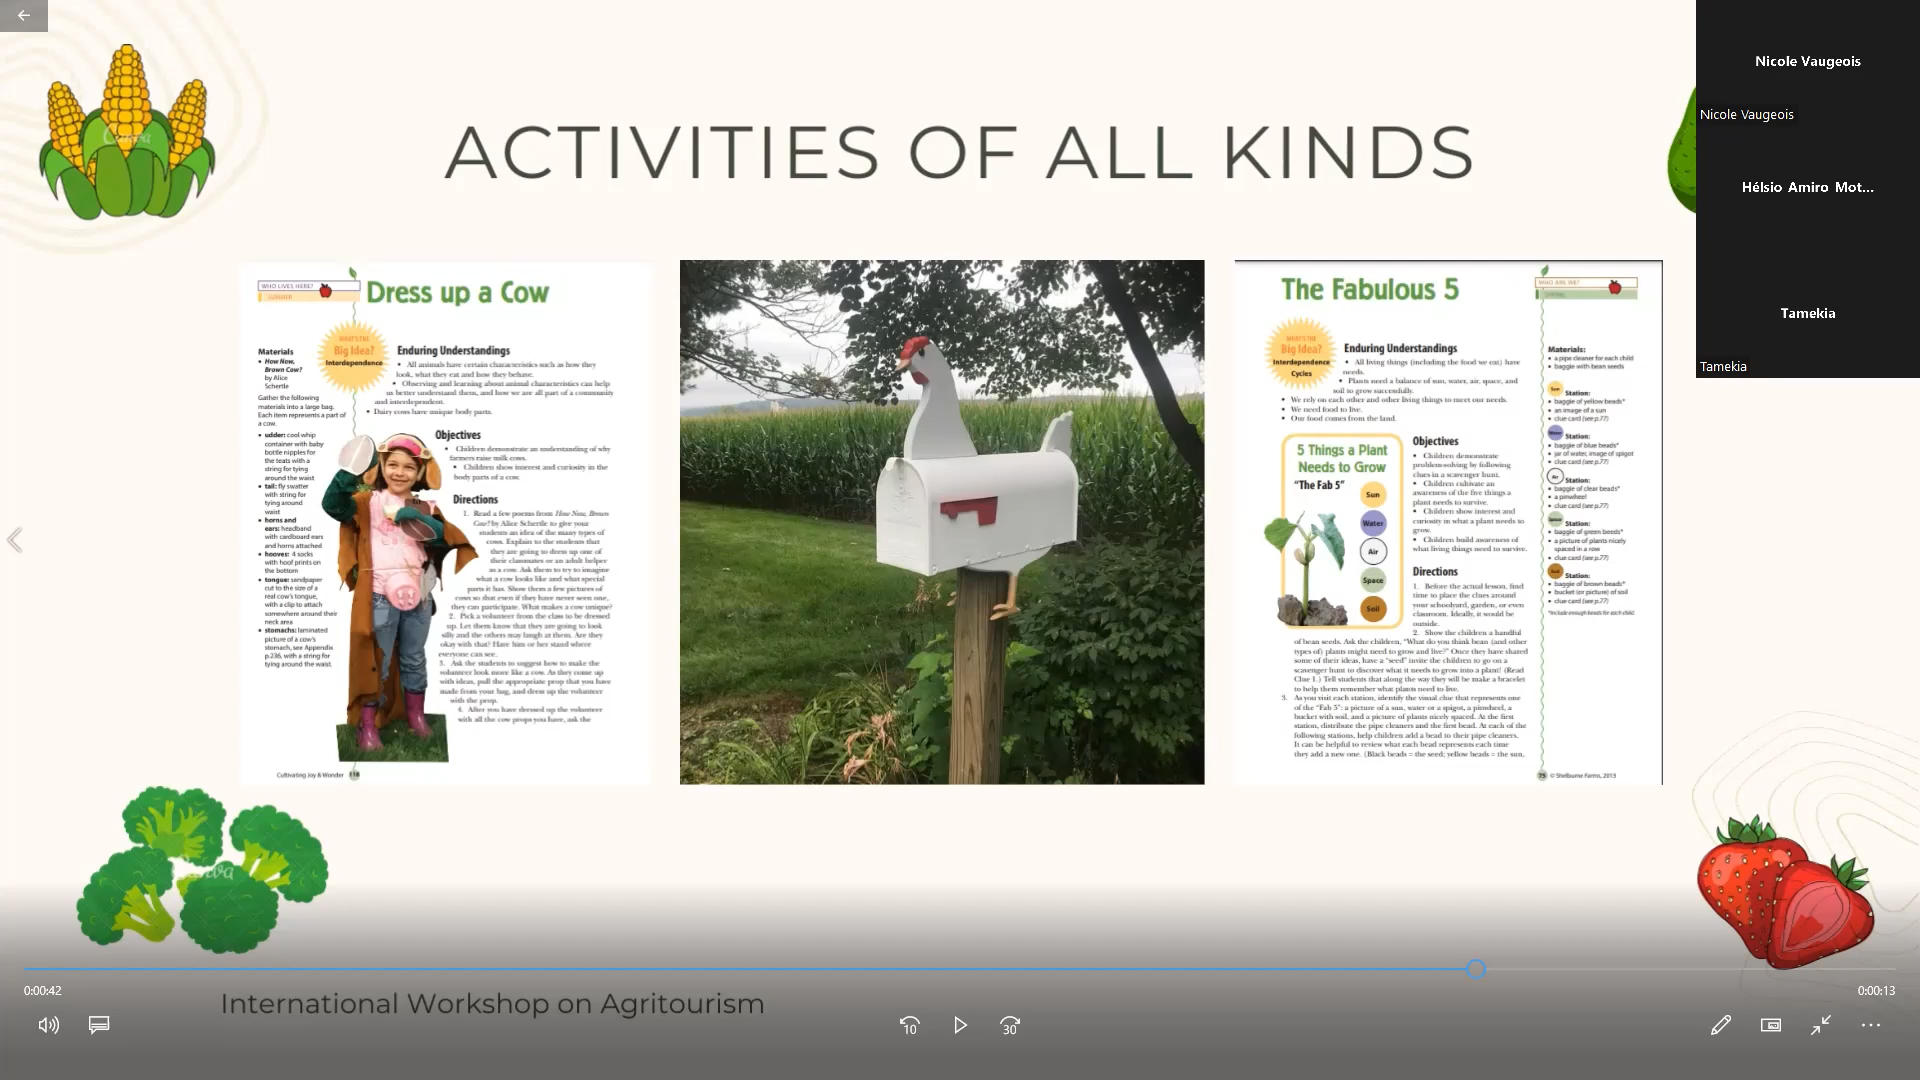 Nicole Vaugeois
Nicole Vaugeois
Hélsio Amiro Mot...
Tamekia
Tamekia
ACTIVITIES OF ALL KINDS
WHO LIVES HERE?
SUMMER
Dress up a Cow
WHAT'S THE
Big Idea?
Interdependence
Materials
• How Now,
Brown Cow?
by Alice
Schertle
Gather the following
materials into a large bag.
Each item represents a part of
a cow.
• udder: cool whip
container with baby
bottle nipples for
the teats with a
string for tying
around the waist
• tail: fly swatter
with string for
tying around
waist
• horns and
ears: headband
with cardboard ears
and horns attached
• hooves: 4 socks
with hoof prints on
the bottom
• tongue: sandpaper
cut to the size of a
real cow's tongue,
with a clip to attach
somewhere around their
neck area
• stomachs: laminated
picture of a cow's
stomach, see Appendix
p.236, with a string for
tying around the waist.
Enduring Understandings
• All animals have certain characteristics such as how they
look, what they eat and how they behave.
• Observing and learning about animal characteristics can help
us better understand them, and how we are all part of a community
and interdependent.
• Dairy cows have unique body parts.
Objectives
• Children demonstrate an understanding of why
farmers raise milk cows.
• Children show interest and curiosity in the
body parts of a cow.
Directions
1. Read a few poems from How Now, Brown
Cow? by Alice Schertle to give your
students an idea of the many types of
cows. Explain to the students that
they are going to dress up one of
their classmates or an adult helper
as a cow. Ask them to try to imagine
what a cow looks like and what special
parts it has. Show them a few pictures of
cows so that even if they have never seen one,
they can participate. What makes a cow unique?
2. Pick a volunteer from the class to be dressed
up. Let them know that they are going to look
silly and the others may laugh at them. Are they
okay with that? Have him or her stand where
everyone can see.
3. Ask the students to suggest how to make the
volunteer look more like a cow. As they come up
with ideas, pull the appropriate prop that you have
made from your bag, and dress up the volunteer
with the prop.
4. After you have dressed up the volunteer
with all the cow props you have, ask the
Cultivating Joy & Wonder 118
The Fabulous 5
WHO ARE WE?
WHAT'S THE
Big Idea?
Interdependence
Cycles
Enduring Understandings
• All living things (including the food we eat) have
needs.
• Plants need a balance of sun, water, air, space, and
soil to grow successfully.
• We rely on each other and other living things to meet our needs.
• We need food to live.
• Our food comes from the land.
5 Things a Plant
Needs to Grow
"The Fab 5"
Sun
Water
Air
Space
Soil
Objectives
• Children demonstrate
problem-solving by following
clues in a scavenger hunt.
• Children cultivate an
awareness of the five things a
plant needs to survive.
• Children show interest and
curiosity in what a plant needs to
grow.
• Children build awareness of
what living things need to survive.
Directions
1. Before the actual lesson, find
time to place the clues around
your schoolyard, garden, or even
classroom. Ideally, it would be
outside.
2. Show the children a handful
of bean seeds. Ask the children, "What do you think bean (and other
types of) plants might need to grow and live?" Once they have shared
some of their ideas, have a "seed" invite the children to go on a
scavenger hunt to discover what it needs to grow into a plant! (Read
Clue 1.) Tell students that along the way they will be make a bracelet
to help them remember what plants need to live.
3. As you visit each station, identify the visual clue that represents one
of the "Fab 5": a picture of a sun, water or a spigot, a pinwheel, a
bucket with soil, and a picture of plants nicely spaced. At the first
station, distribute the pipe cleaners and the first bead. At each of the
following stations, help children add a bead to their pipe cleaners.
It can be helpful to review what each bead represents each time
they add a new one. (Black beads = the seed; yellow beads = the sun,
Materials:
• a pipe cleaner for each child
• baggie with bean seeds
Sun Station:
• baggie of yellow beads*
• an image of a sun
• clue card (see p.77)
Water Station:
• baggie of blue beads*
• jar of water, image of spigot
• clue card (see p.77)
Air Station:
• baggie of clear beads*
• a pinwheel
• clue card (see p.77)
Space Station:
• baggie of green beads*
• a picture of plants nicely
spaced in a row
• clue card (see p.77)
Soil Station:
• baggie of brown beads*
• bucket (or picture) of soil
• clue card (see p.77)
*Include enough beads for each child.
75 © Shelburne Farms, 2013
0:00:42
0:00:13
International Workshop on Agritourism
10
30